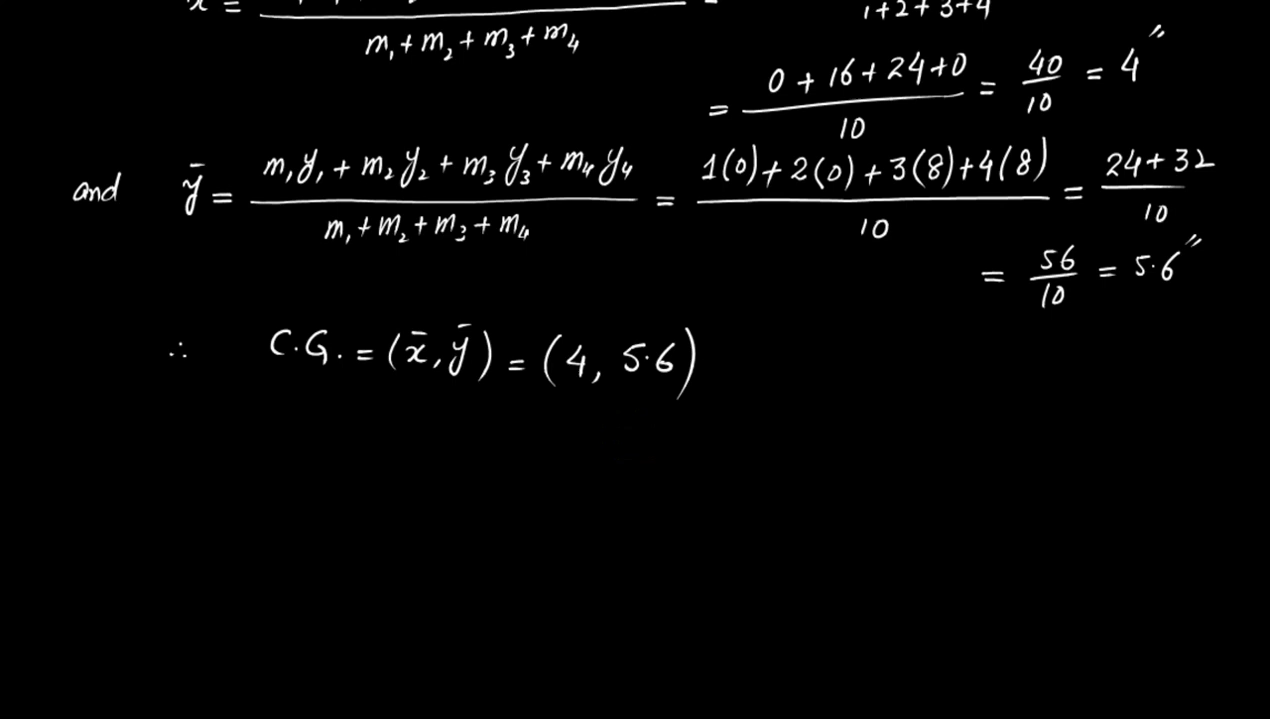 x̄ = ――― = ―――
m₁ + m₂ + m₃ + m₄ 1+2+3+4
= (0 + 16 + 24 + 0)/10 = 40/10 = 4″
and ȳ = (m₁y₁ + m₂y₂ + m₃y₃ + m₄y₄)/(m₁ + m₂ + m₃ + m₄) = (1(0) + 2(0) + 3(8) + 4(8))/10 = (24 + 32)/10
= 56/10 = 5.6″
∴ C.G. = (x̄, ȳ) = (4, 5.6)